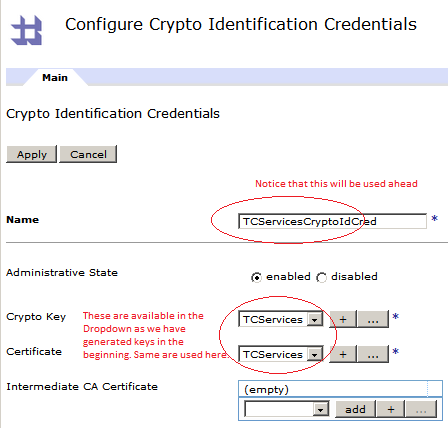 Configure Crypto Identification Credentials
Main
Crypto Identification Credentials
Apply Cancel
Notice that this will be used ahead
Name TCServicesCryptoIdCred *
Administrative State enabled disabled
Crypto Key TCServices + ... *
These are available in the
Dropdown as we have
generated keys in the
beginning. Same are used here.
Certificate TCServices + ... *
Intermediate CA Certificate (empty)
add + ...